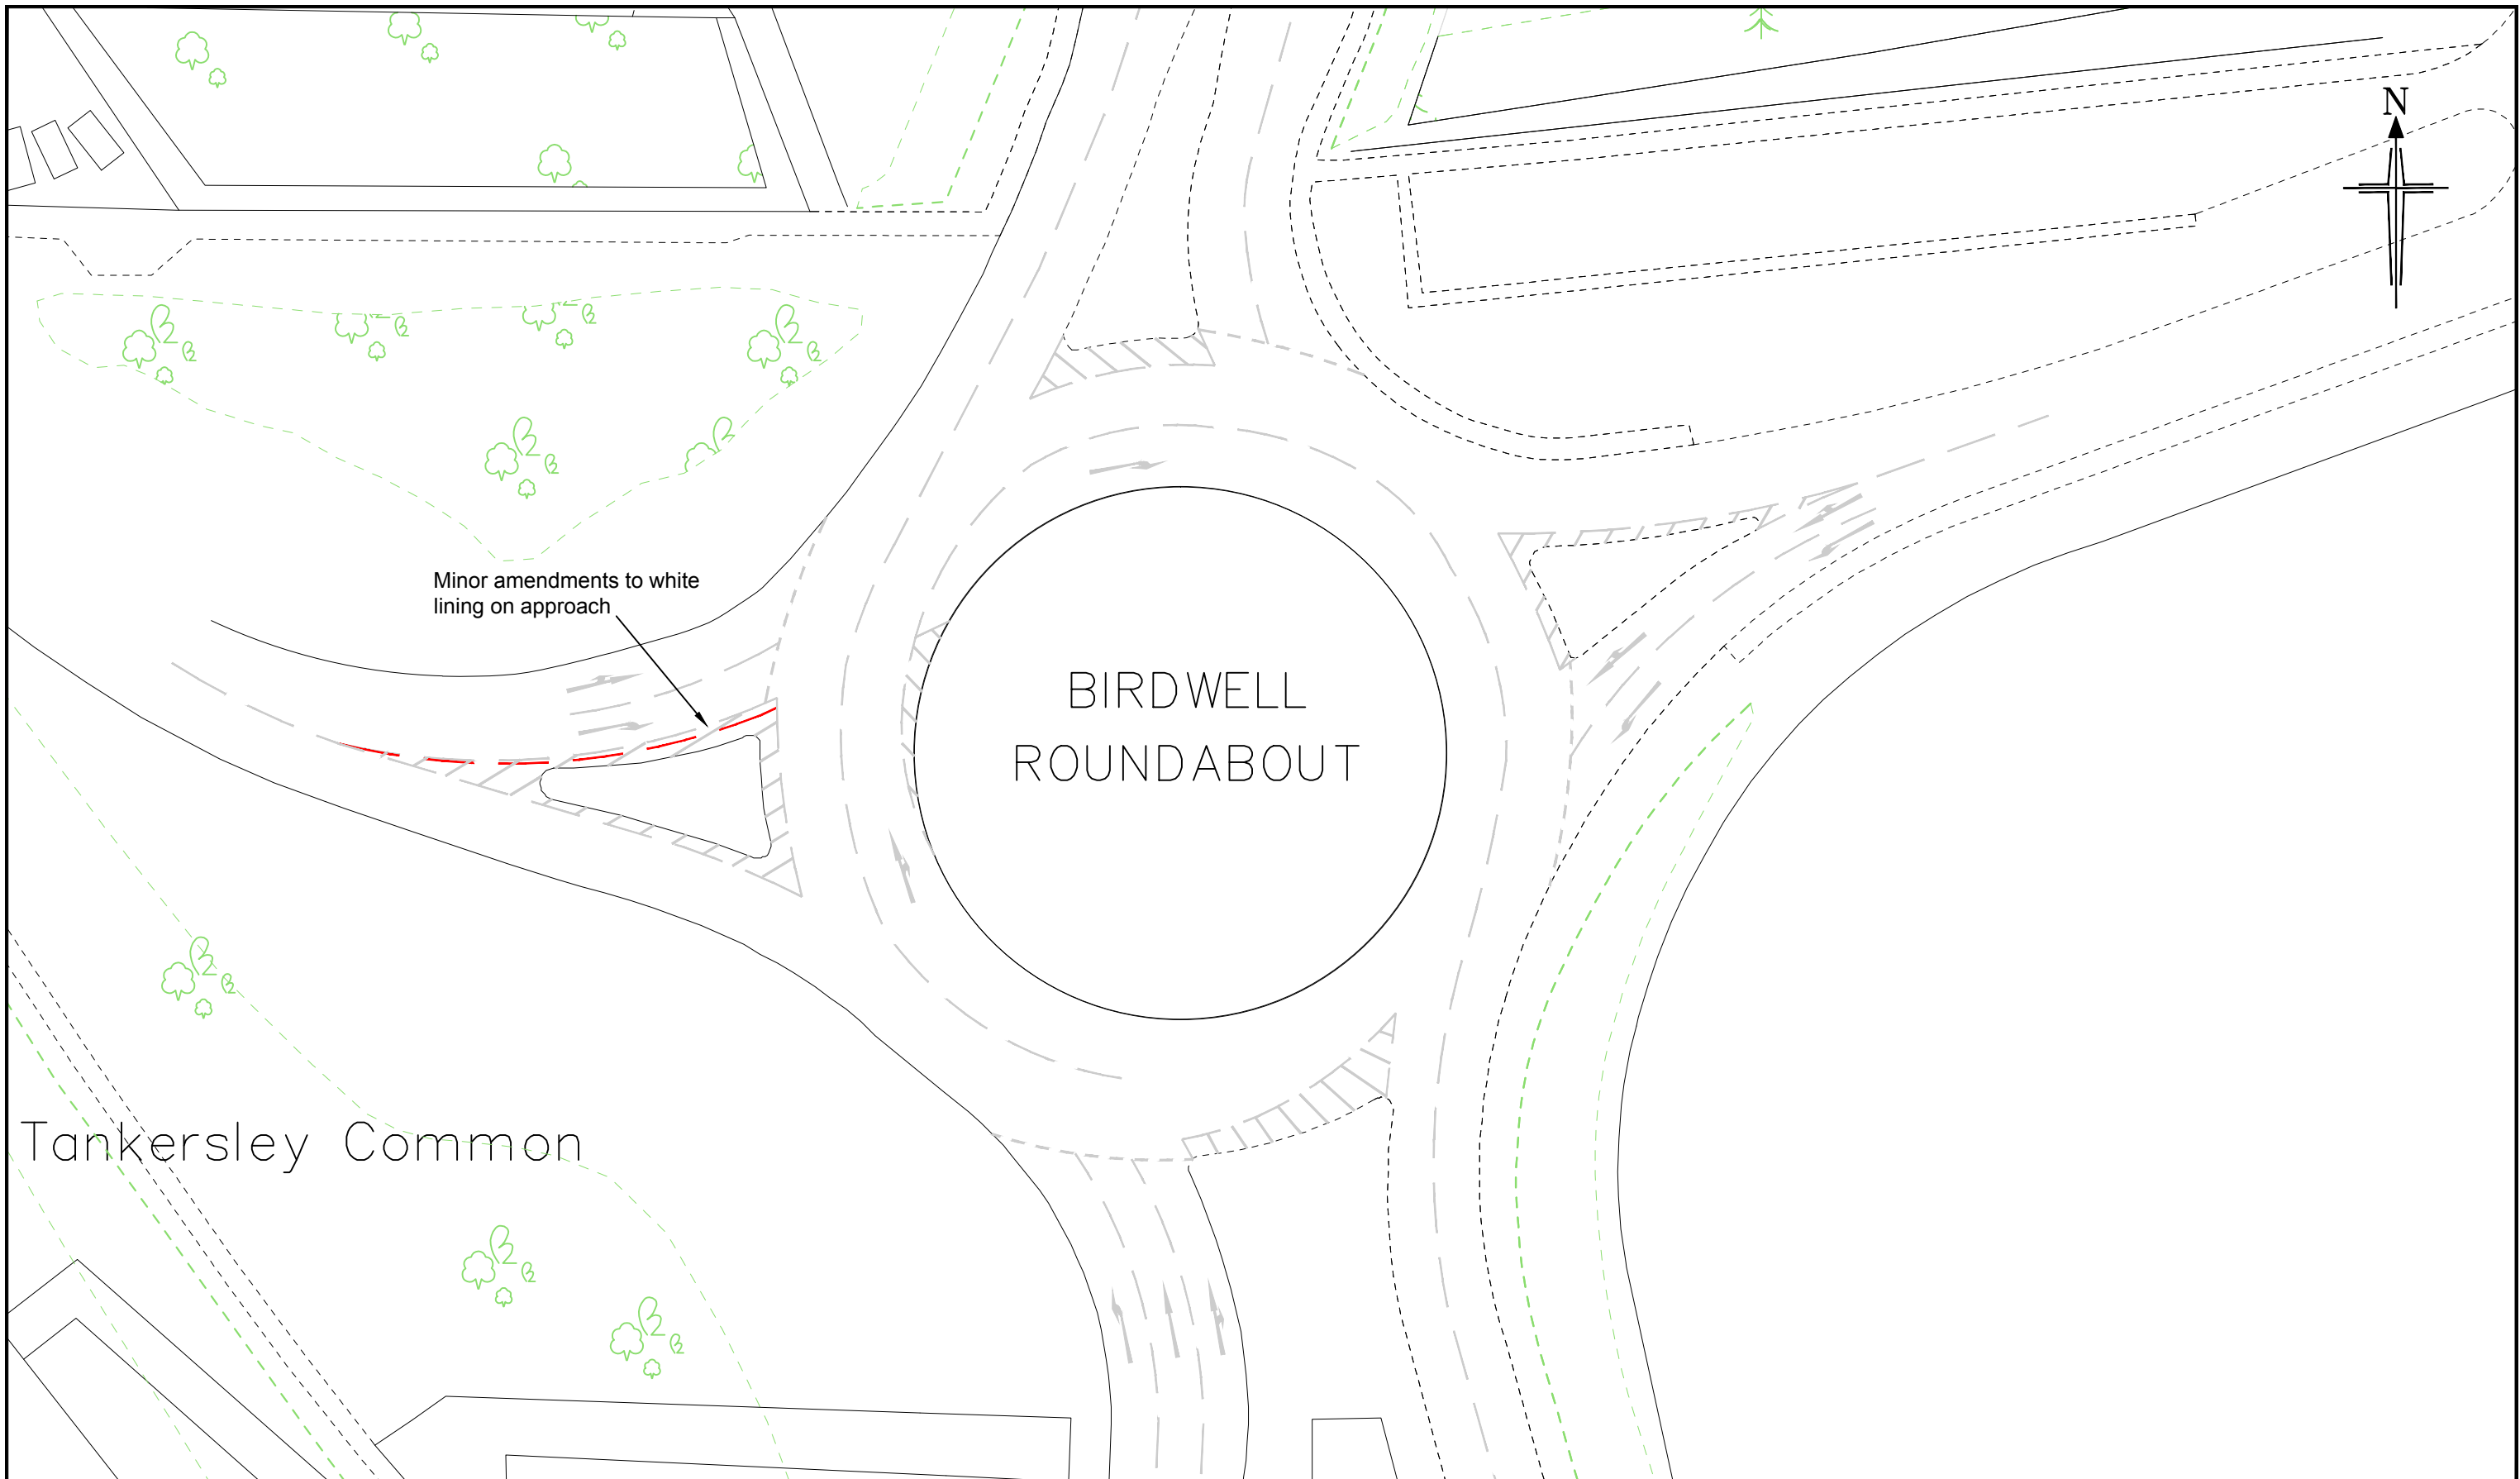 N
Minor amendments to white
lining on approach
BIRDWELL
ROUNDABOUT
Tankersley Common